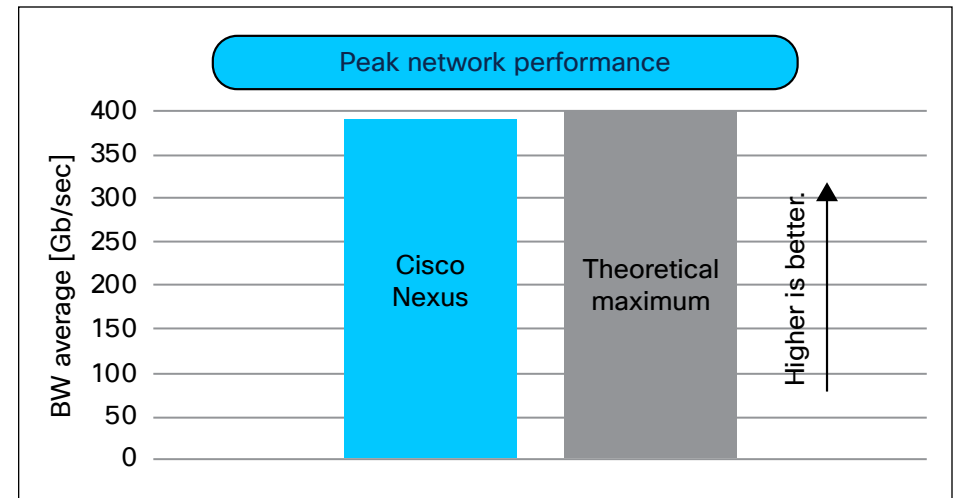 Peak network performance
BW average [Gb/sec]
400
350
300
250
200
150
100
50
0
Cisco
Nexus
Theoretical
maximum
Higher is better.